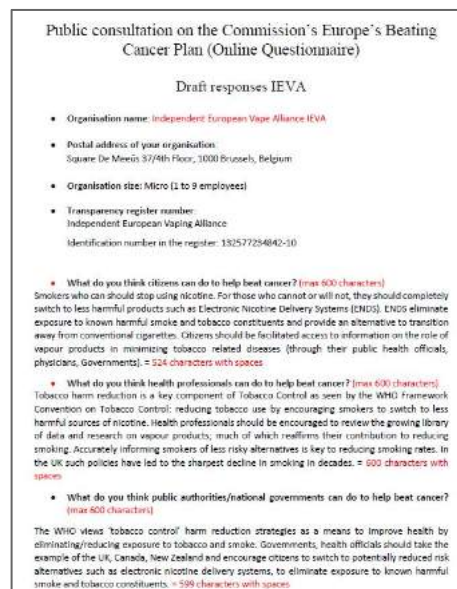 Public consultation on the Commission's Europe's Beating
Cancer Plan (Online Questionnaire)
Draft responses IEVA
• Organisation name: Independent European Vape Alliance IEVA
• Postal address of your organisation:
Square De Meeûs 37/4th Floor, 1000 Brussels, Belgium
• Organisation size: Micro (1 to 9 employees)
• Transparency register number:
Independent European Vaping Alliance
Identification number in the register: 132577234842-10
• What do you think citizens can do to help beat cancer? (max 600 characters)
Smokers who can should stop using nicotine. For those who cannot or will not, they should completely
switch to less harmful products such as Electronic Nicotine Delivery Systems (ENDS). ENDS eliminate
exposure to known harmful smoke and tobacco constituents and provide an alternative to transition
away from conventional cigarettes. Citizens should be facilitated access to information on the role of
vapour products in minimizing tobacco related diseases (through their public health officials,
physicians, Governments). = 524 characters with spaces
• What do you think health professionals can do to help beat cancer? (max 600 characters)
Tobacco harm reduction is a key component of Tobacco Control as seen by the WHO Framework
Convention on Tobacco Control: reducing tobacco use by encouraging smokers to switch to less
harmful sources of nicotine. Health professionals should be encouraged to review the growing library
of data and research on vapour products; much of which reaffirms their contribution to reducing
smoking. Accurately informing smokers of less risky alternatives is key to reducing smoking rates. In
the UK such policies have led to the sharpest decline in smoking in decades. = 600 characters with
spaces
• What do you think public authorities/national governments can do to help beat cancer?
(max 600 characters)
The WHO views 'tobacco control' harm reduction strategies as a means to improve health by
eliminating/reducing exposure to tobacco and smoke. Governments, health officials should take the
example of the UK, Canada, New Zealand and encourage citizens to switch to potentially reduced risk
alternatives such as electronic nicotine delivery systems, to eliminate exposure to known harmful
smoke and tobacco constituents. = 599 characters with spaces